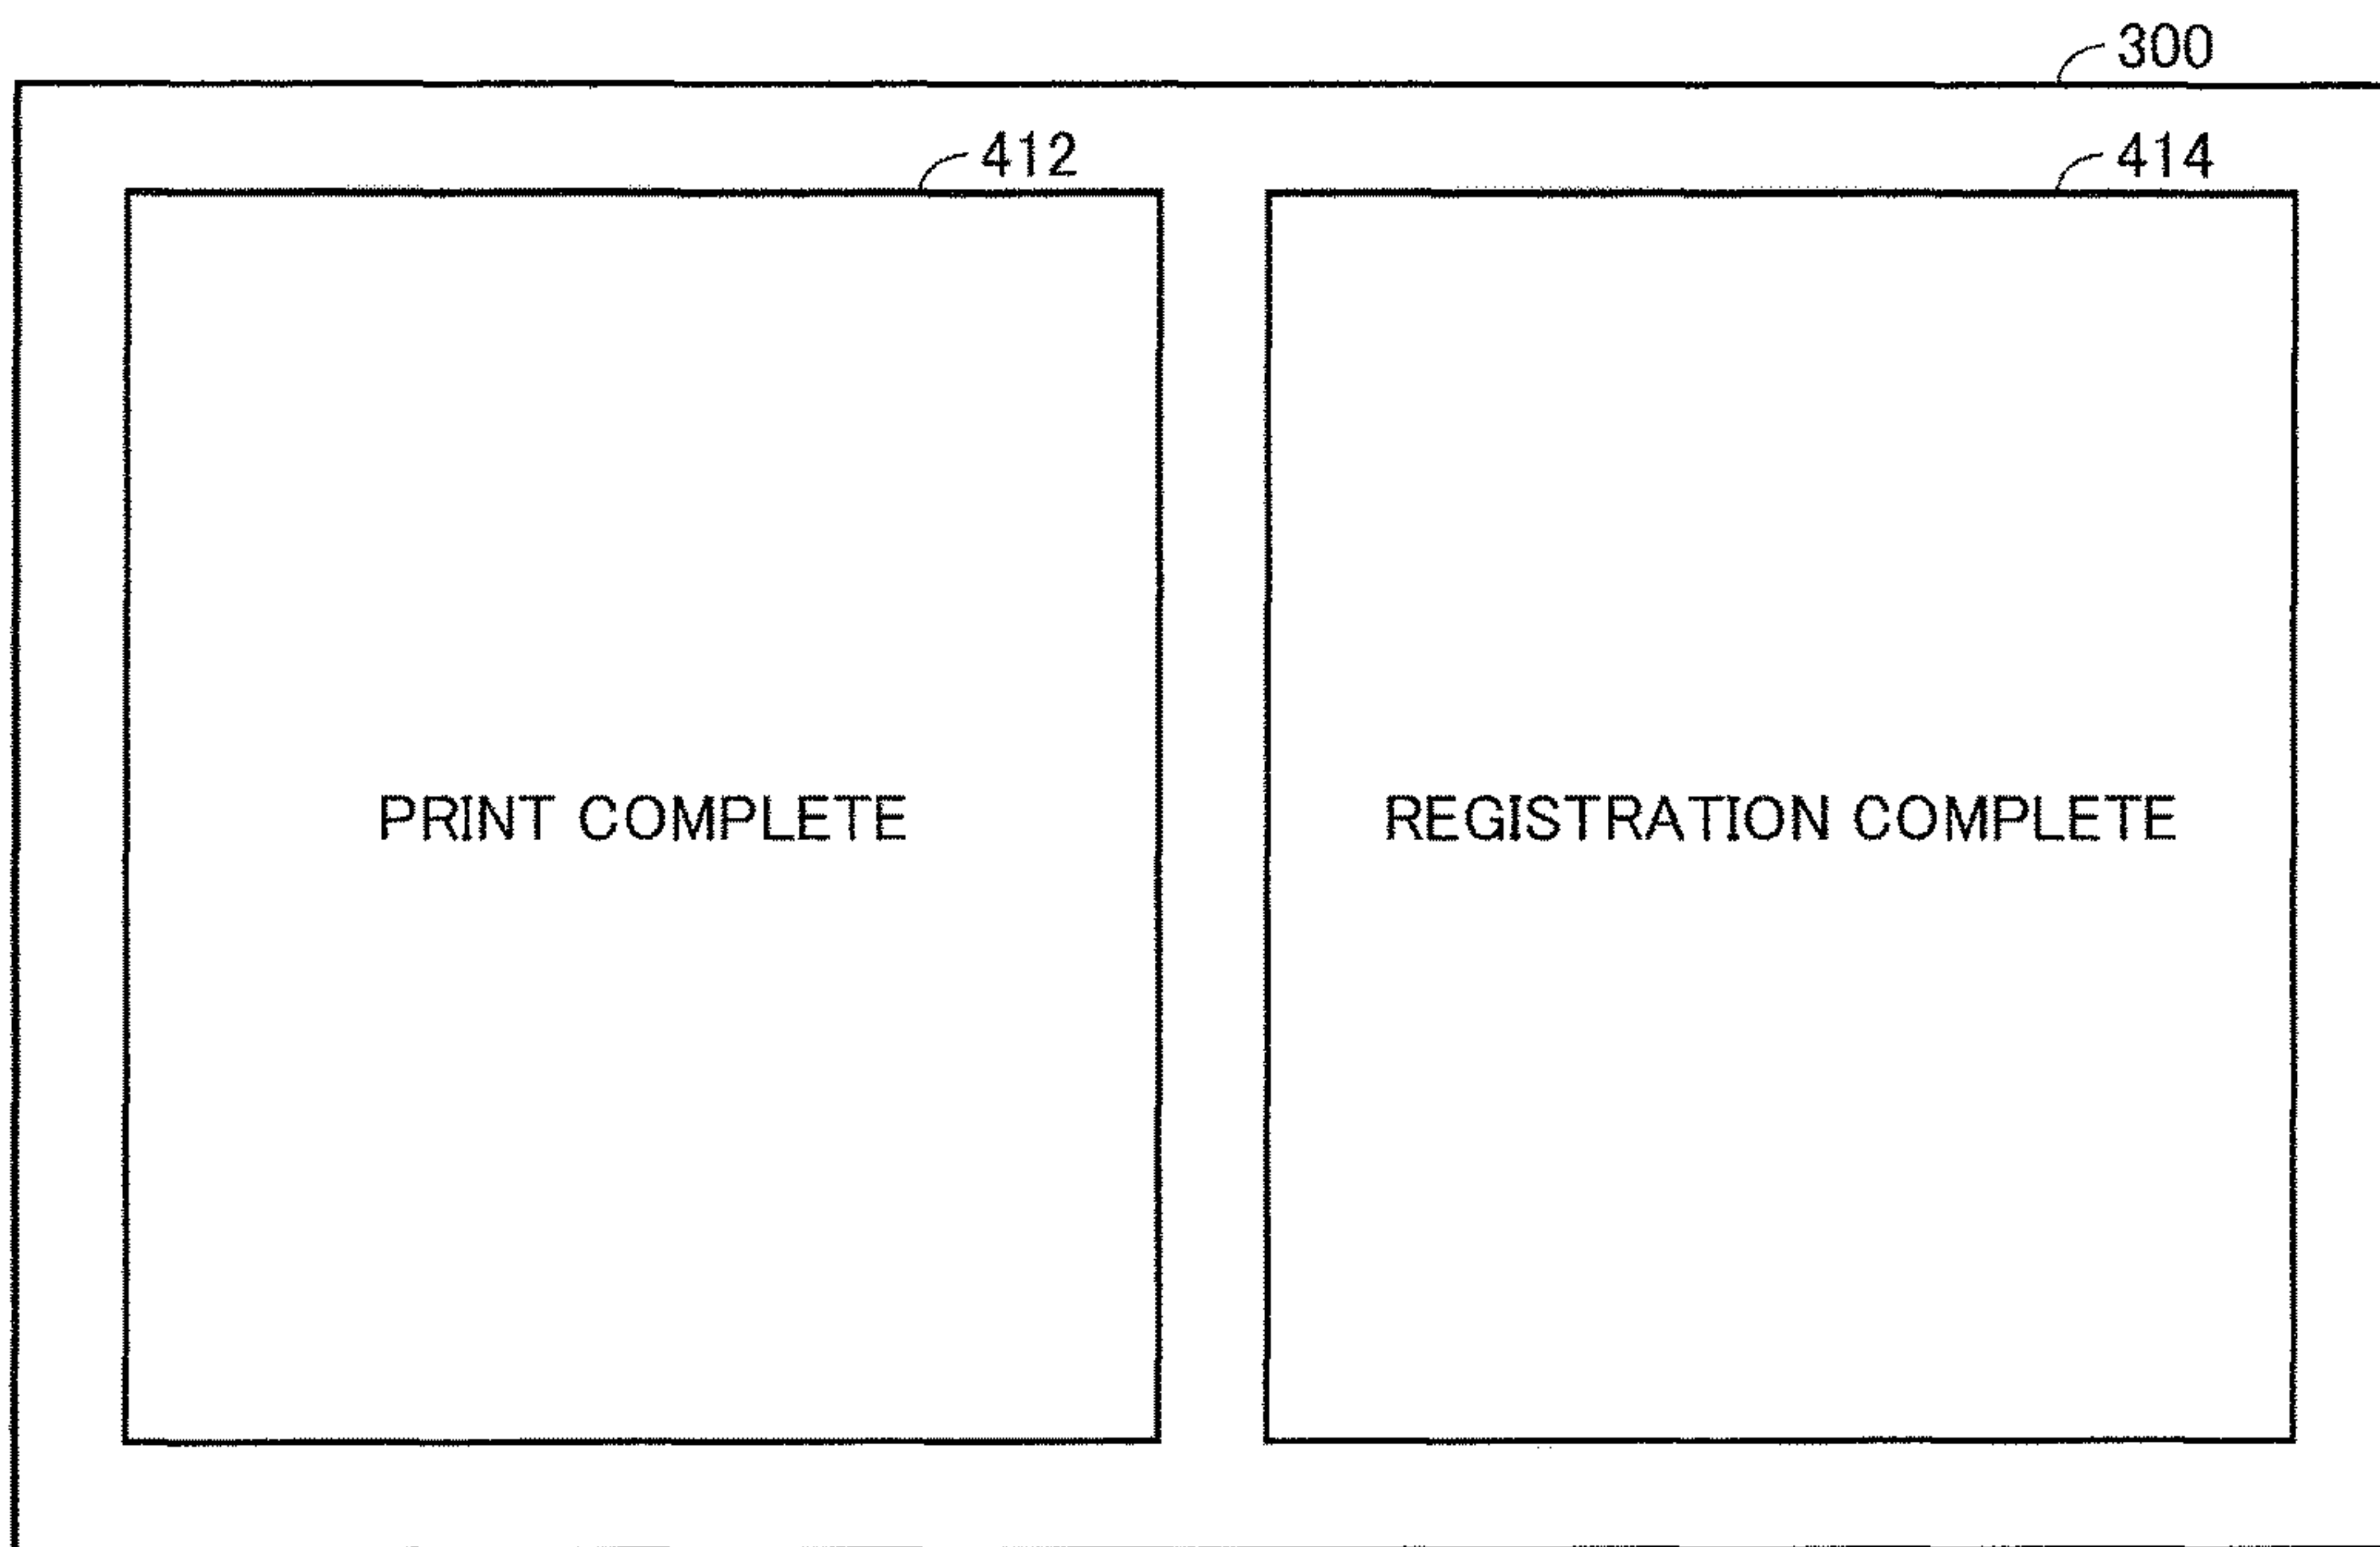 300
412
414
PRINT COMPLETE
REGISTRATION COMPLETE